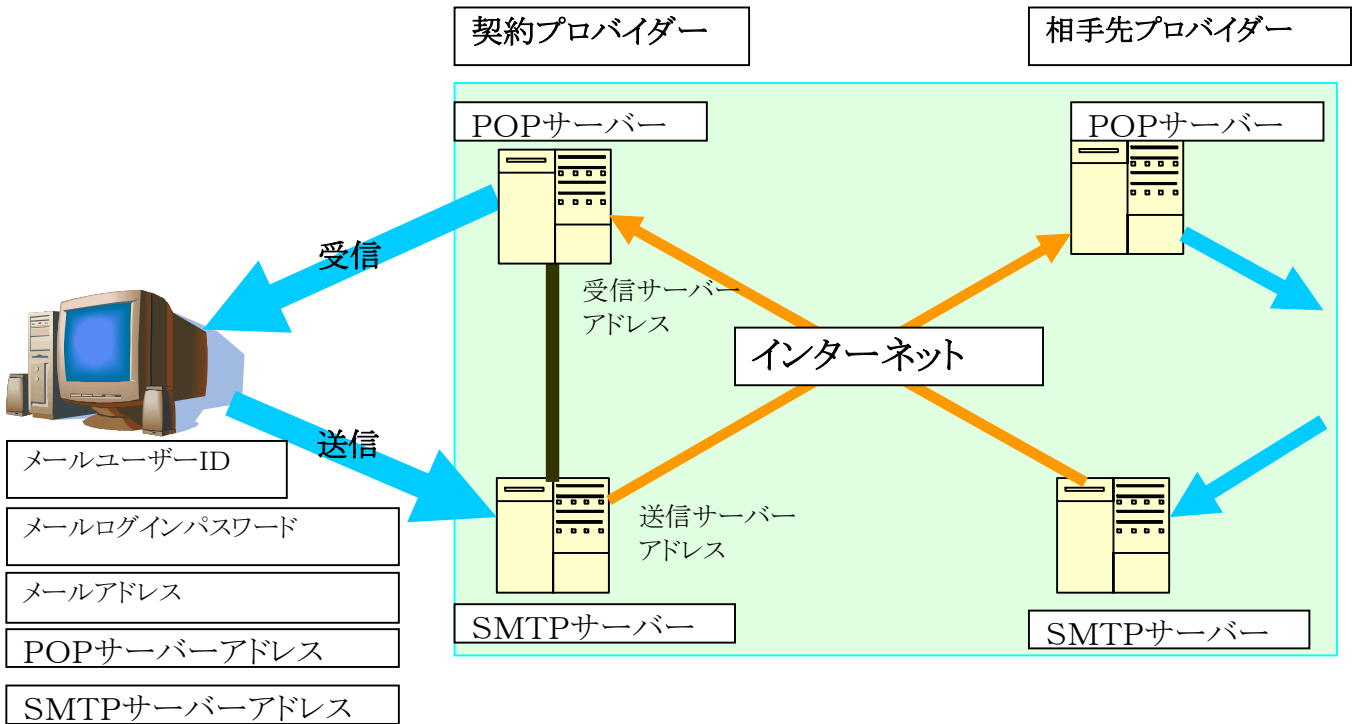 契約プロバイダー
相手先プロバイダー
POPサーバー
POPサーバー
受信
受信サーバー
アドレス
インターネット
送信
メールユーザーID
メールログインパスワード
メールアドレス
POPサーバーアドレス
SMTPサーバーアドレス
送信サーバー
アドレス
SMTPサーバー
SMTPサーバー